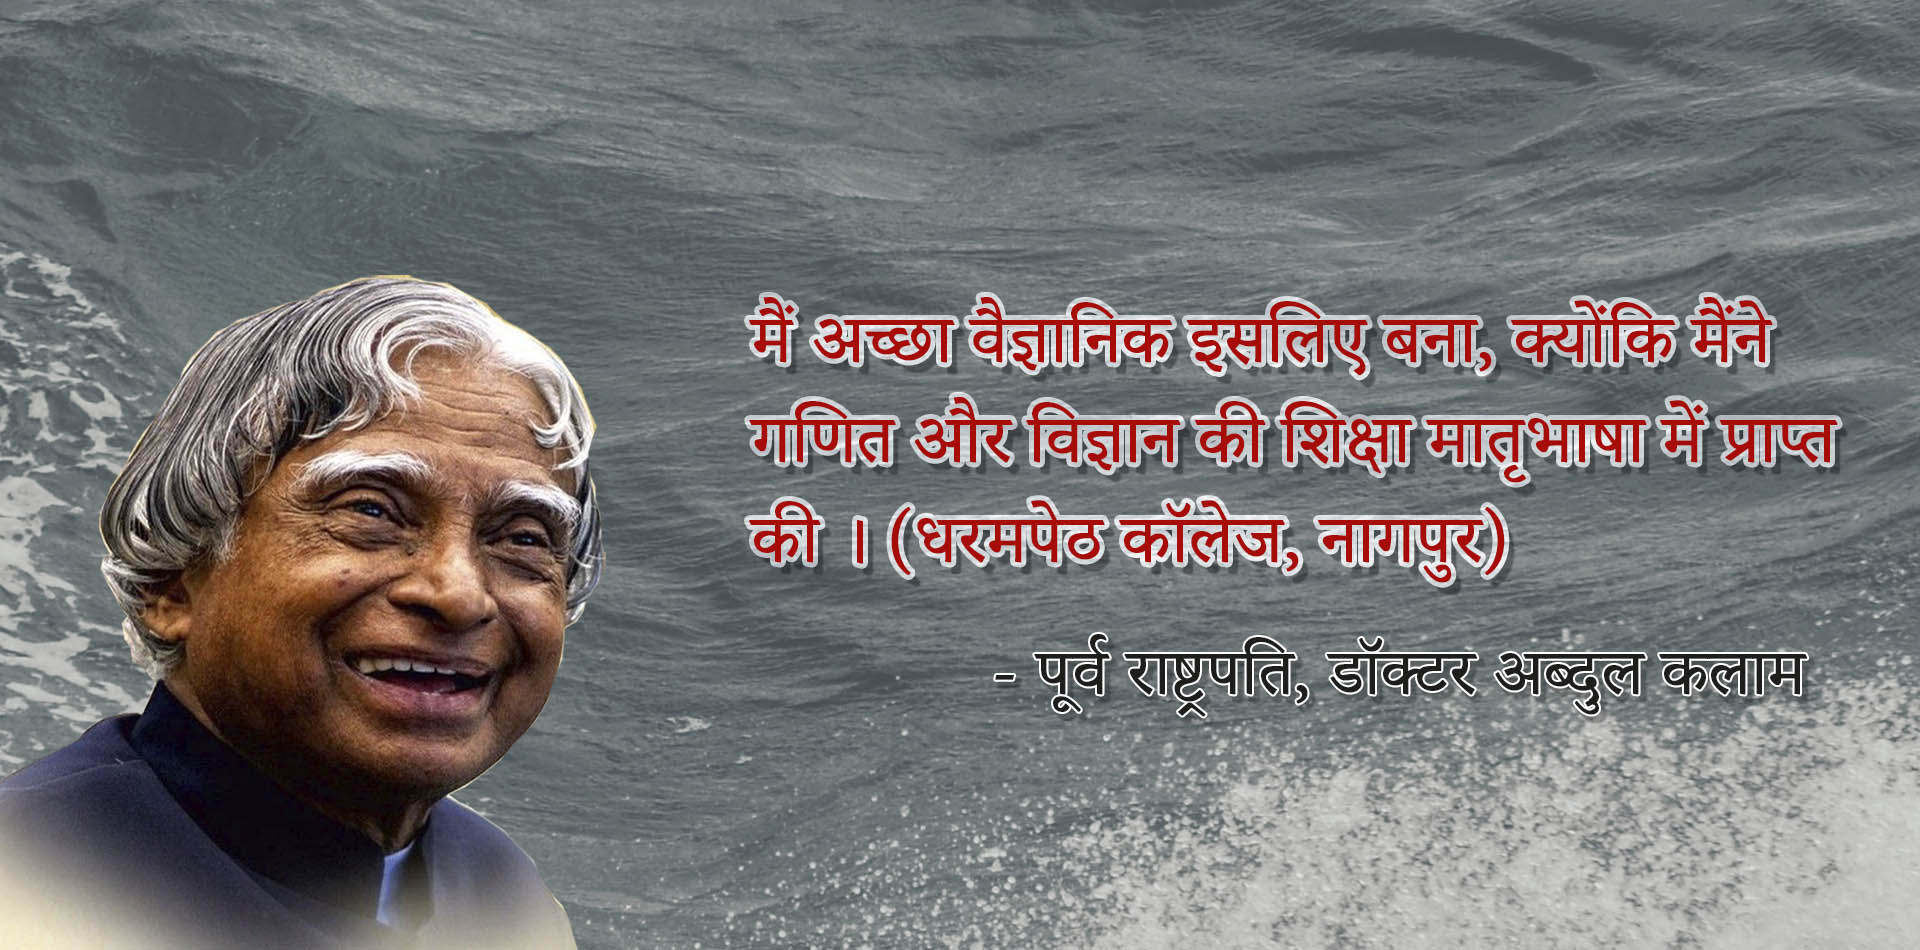 मैं अच्छा वैज्ञानिक इसलिए बना, क्योंकि मैंने
गणित और विज्ञान की शिक्षा मातृभाषा में प्राप्त
की । (धरमपेठ कॉलेज, नागपुर)
- पूर्व राष्ट्रपति, डॉक्टर अब्दुल कलाम